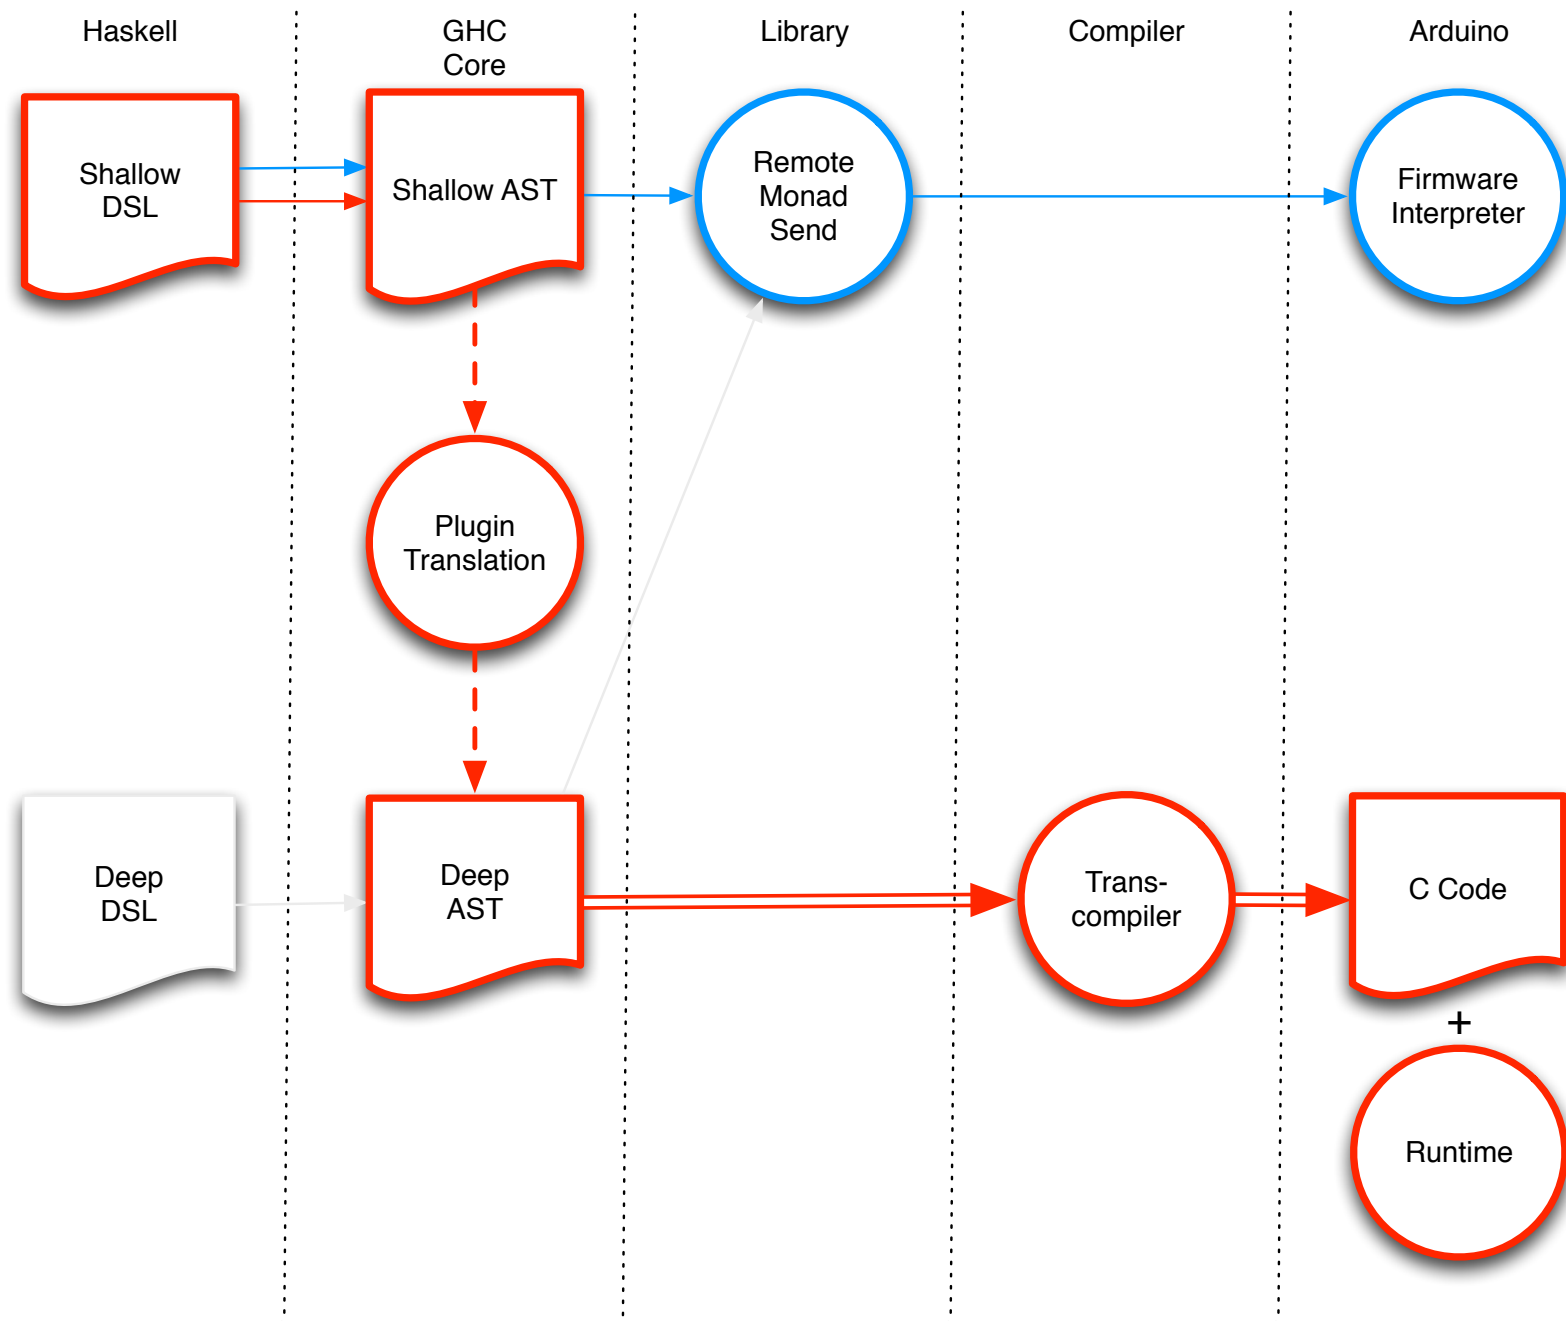 Haskell
GHC
Core
Library
Compiler
Arduino
Shallow
DSL
Shallow AST
Remote
Monad
Send
Firmware
Interpreter
Plugin
Translation
Deep
DSL
Deep
AST
Trans-
compiler
C Code
+
Runtime